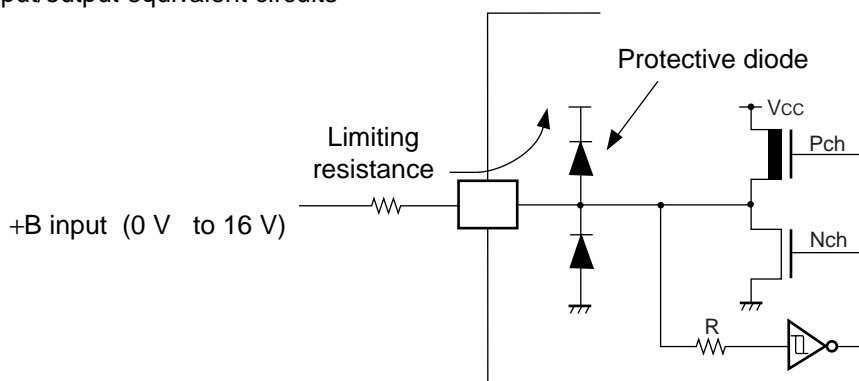 put/output equivalent circuits
Protective diode
Limiting
resistance
VCC
Pch
+B input (0 V to 16 V)
Nch
R